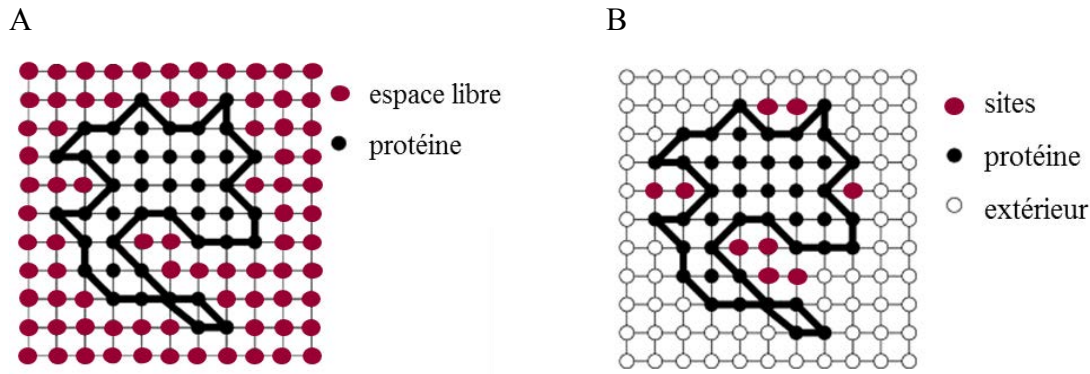 A
espace libre
protéine
B
sites
protéine
extérieur